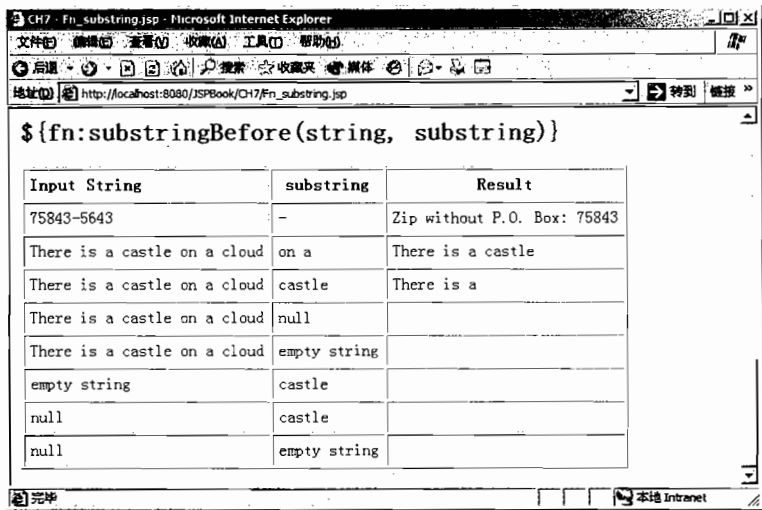 CH7 - Fn_substring.jsp - Microsoft Internet Explorer
文件(F) 编辑(E) 查看(V) 收藏(A) 工具(T) 帮助(H)
后退 搜索 收藏夹 媒体
地址(D) http://localhost:8080/JSPBook/CH7/Fn_substring.jsp 转到 链接 »
${fn:substringBefore(string, substring)}
Input String substring Result
75843-5643 - Zip without P.O. Box: 75843
There is a castle on a cloud on a There is a castle
There is a castle on a cloud castle There is a
There is a castle on a cloud null
There is a castle on a cloud empty string
empty string castle
null castle
null empty string
完毕 本地 Intranet